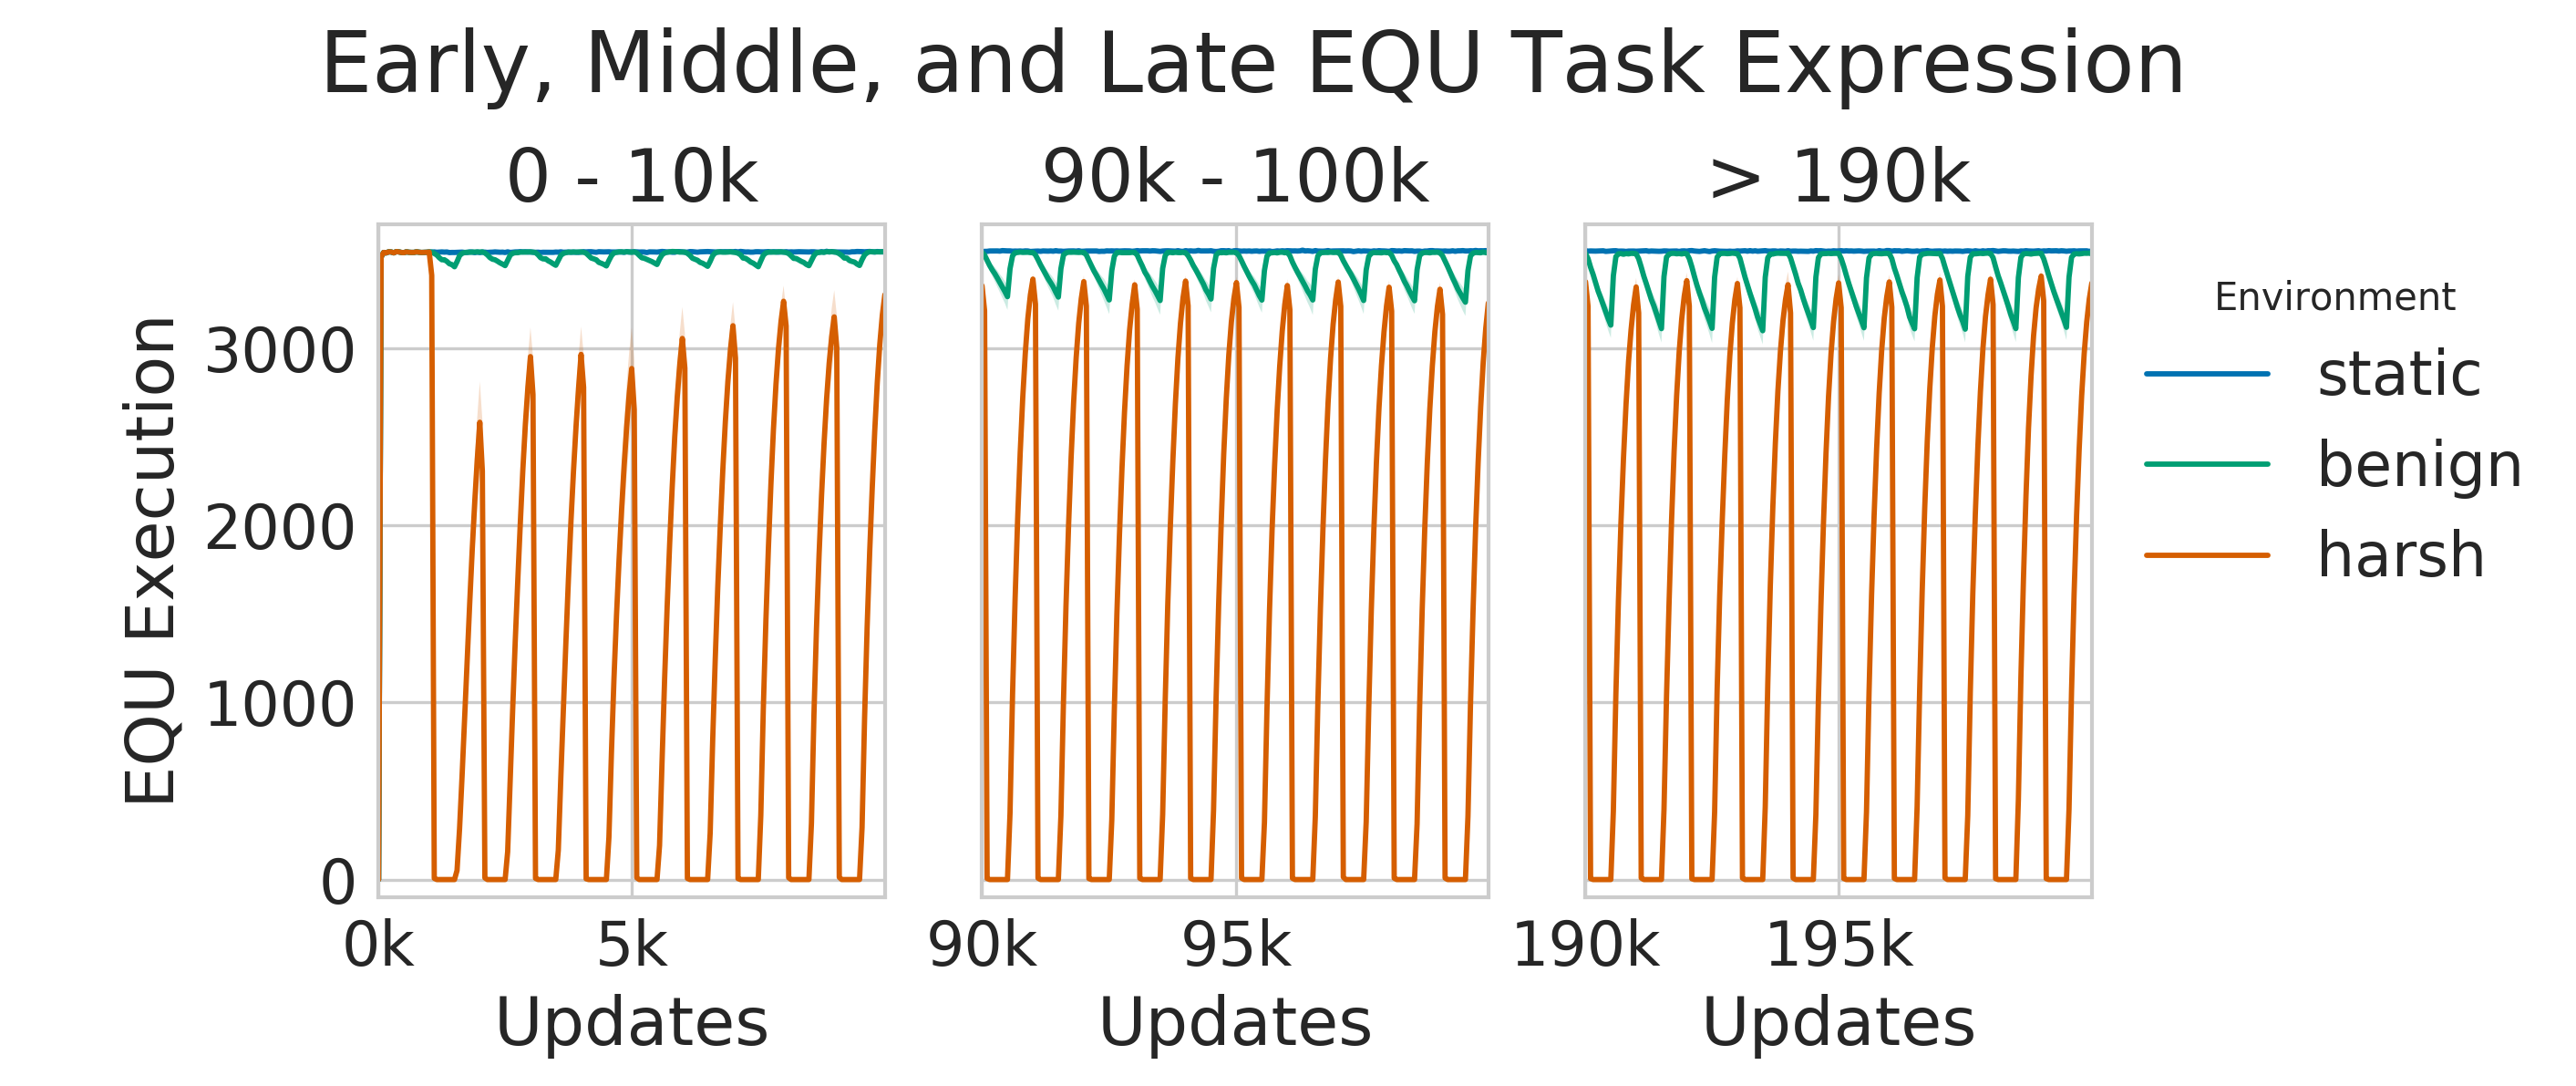 Early, Middle, and Late EQU Task Expression
0 - 10k
90k - 100k
> 190k
EQU Execution
3000
2000
1000
0
0k
5k
90k
95k
190k
195k
Updates
Updates
Updates
Environment
static
benign
harsh